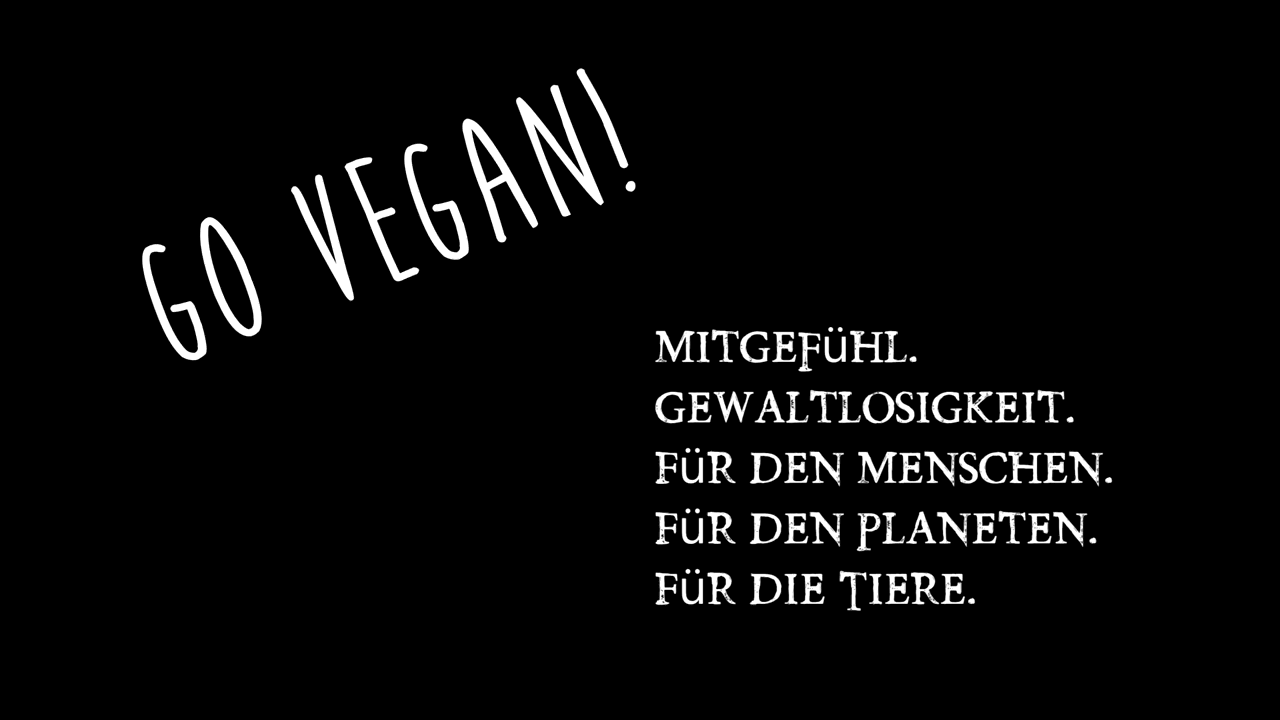 GO VEGAN!
MITGEFÜHL.
GEWALTLOSIGKEIT.
FÜR DEN MENSCHEN.
FÜR DEN PLANETEN.
FÜR DIE TIERE.